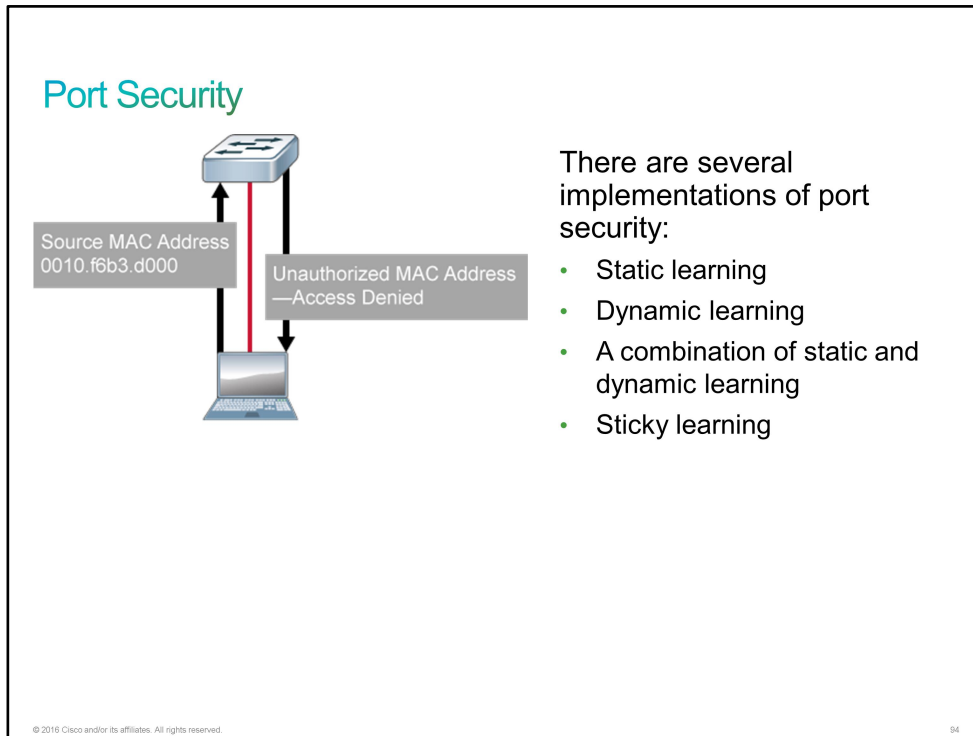 Port Security
Source MAC Address
0010.f6b3.d000
Unauthorized MAC Address
—Access Denied
There are several
implementations of port
security:
• Static learning
• Dynamic learning
• A combination of static and
dynamic learning
• Sticky learning
© 2016 Cisco and/or its affiliates. All rights reserved.
94